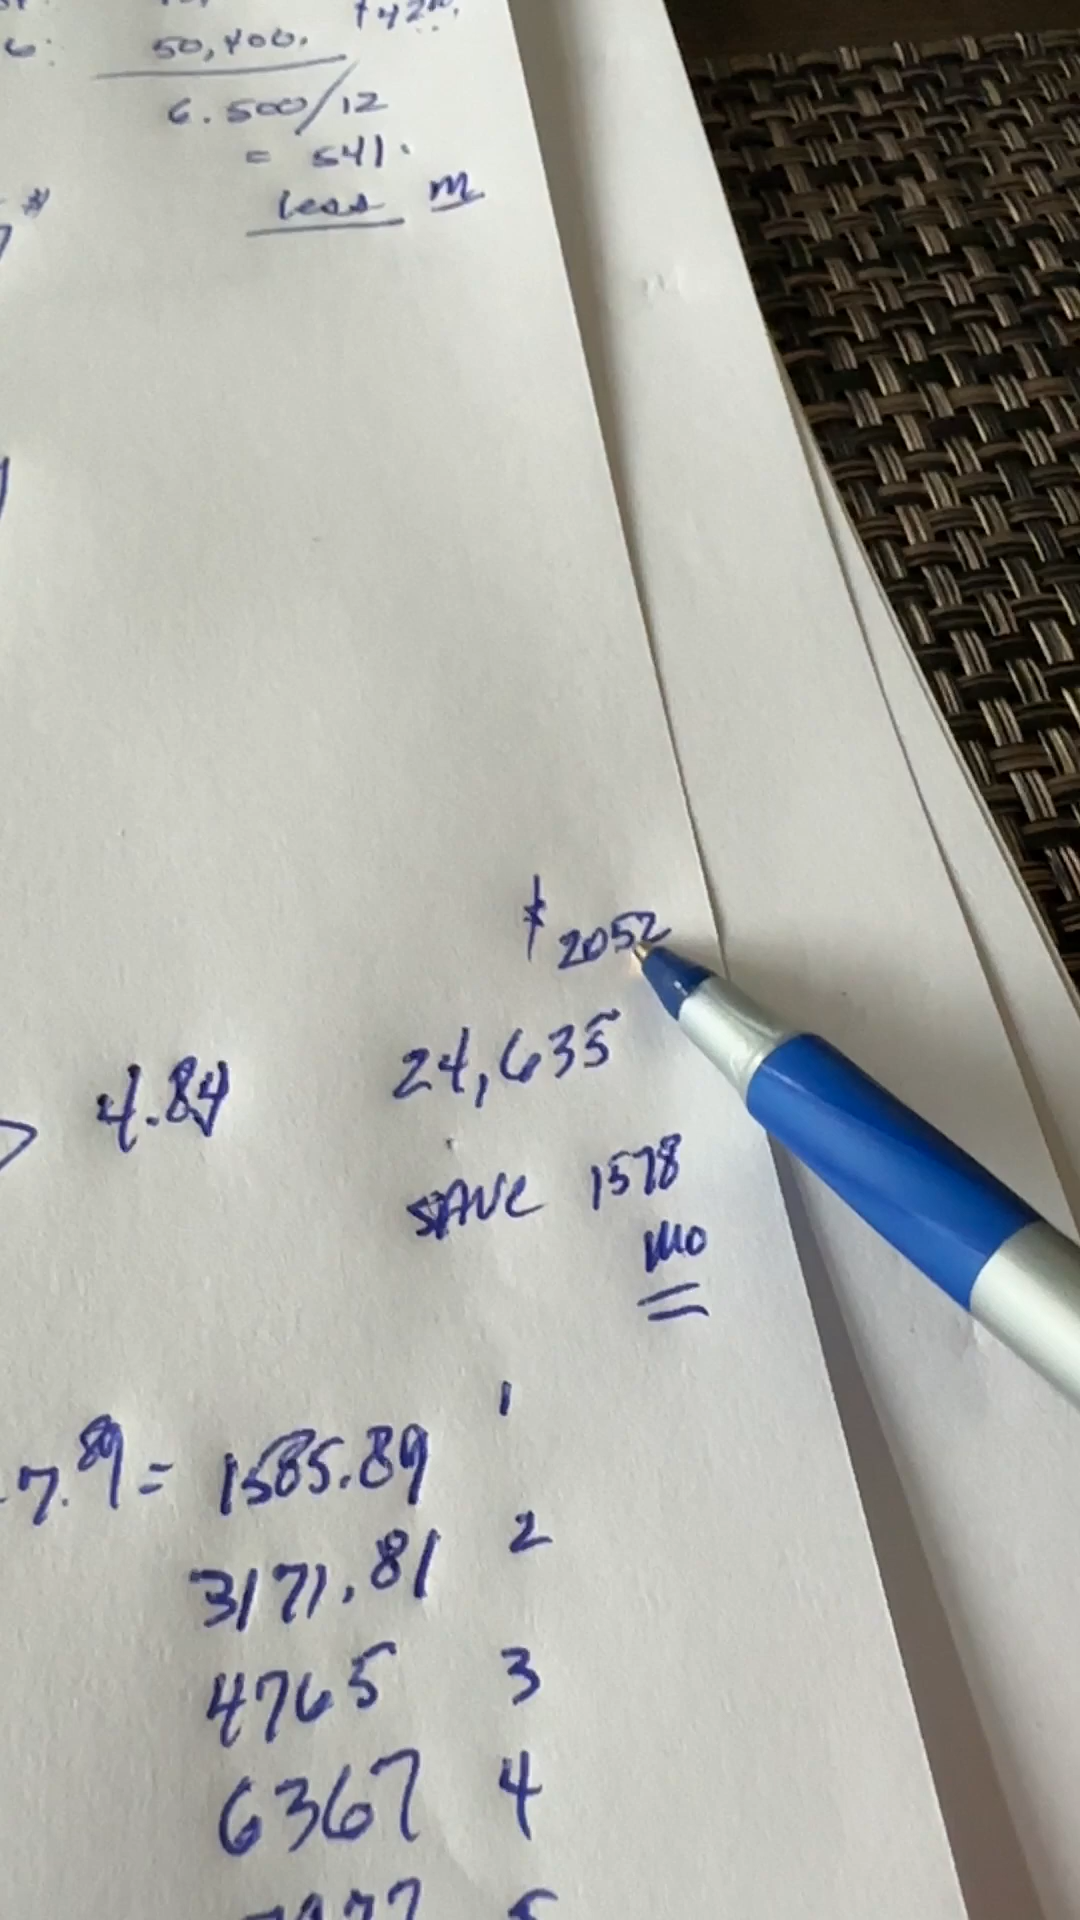 6: 50,400.
6.500/12
= 541.
less m
$2052
24,635
4.84
SAVE 1578
mo
1
7.89 = 1585.89
2
3171.81
4765 3
6367 4